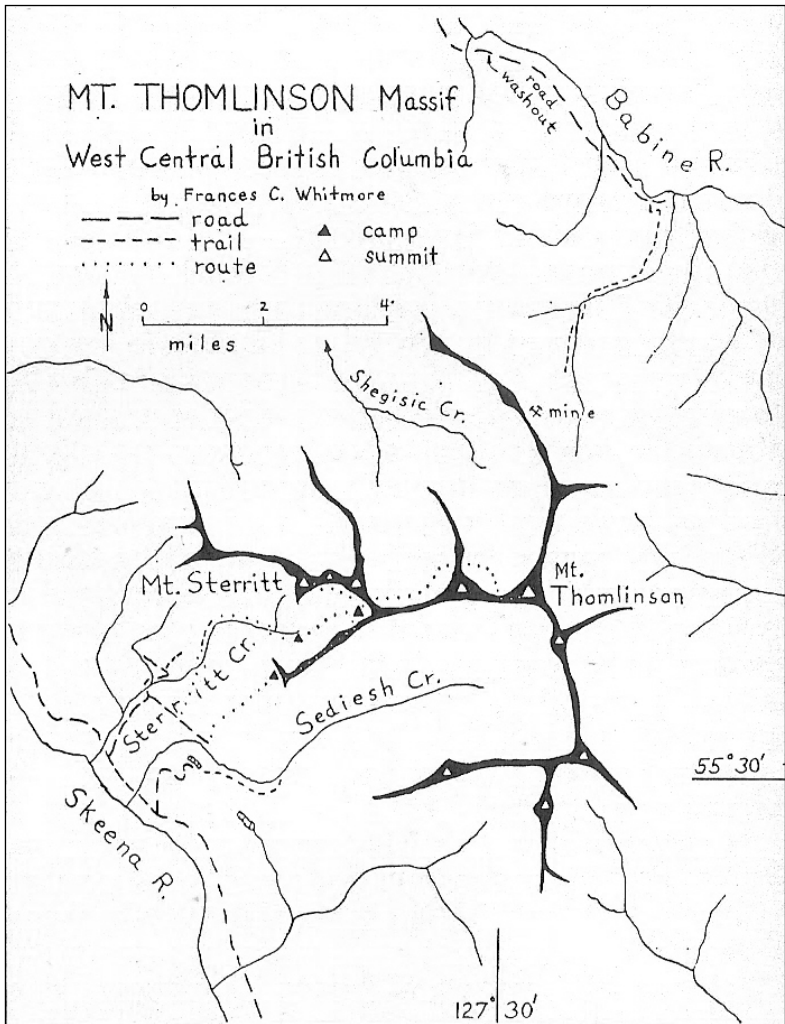 MT. THOMLINSON Massif
in
West Central British Columbia
by Frances C. Whitmore
road
trail
route
camp
summit
N
0 2 4
miles
road
washout
Babine R.
Shegisic Cr.
mine
Mt. Sterritt
Mt.
Thomlinson
Sterrritt Cr.
Sediesh Cr.
Skeena R.
55° 30'
127° 30'